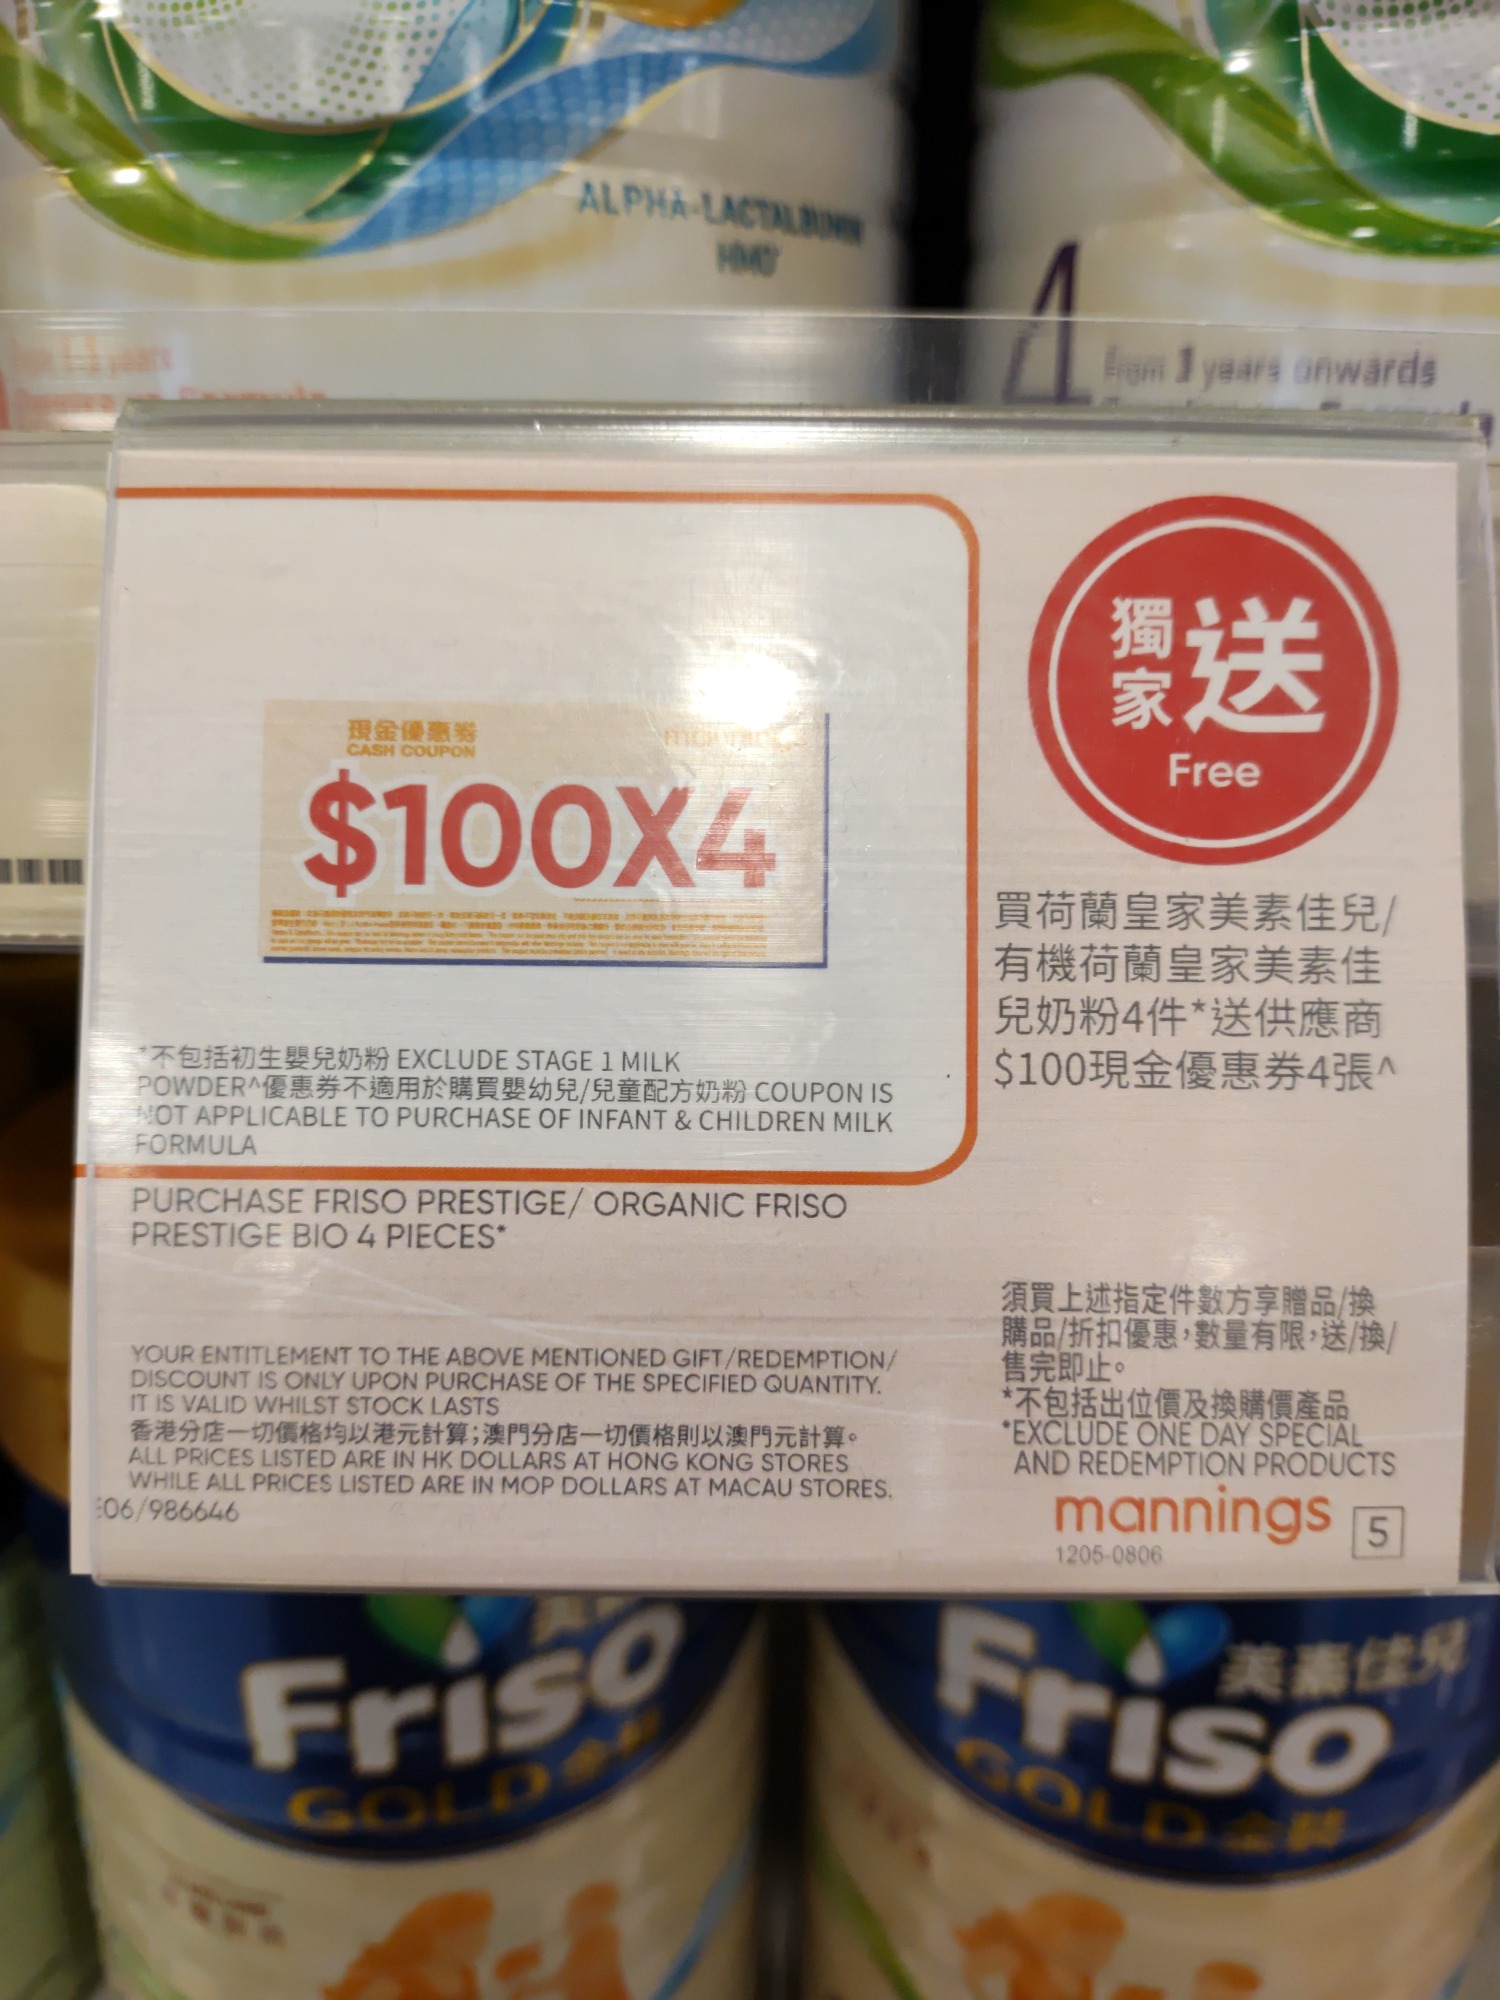 ALPHA-LACTALBUMIN
HMO
1-3 years
4
From 3 years onwards
獨家
送
Free
現金優惠券
CASH COUPON
mannings
$100X4
買荷蘭皇家美素佳兒/
有機荷蘭皇家美素佳
兒奶粉4件*送供應商
$100現金優惠券4張^
*不包括初生嬰兒奶粉 EXCLUDE STAGE 1 MILK
POWDER^優惠券不適用於購買嬰幼兒/兒童配方奶粉 COUPON IS
NOT APPLICABLE TO PURCHASE OF INFANT & CHILDREN MILK
FORMULA
PURCHASE FRISO PRESTIGE/ ORGANIC FRISO
PRESTIGE BIO 4 PIECES*
YOUR ENTITLEMENT TO THE ABOVE MENTIONED GIFT/REDEMPTION/
DISCOUNT IS ONLY UPON PURCHASE OF THE SPECIFIED QUANTITY.
IT IS VALID WHILST STOCK LASTS
香港分店一切價格均以港元計算;澳門分店一切價格則以澳門元計算。
ALL PRICES LISTED ARE IN HK DOLLARS AT HONG KONG STORES
WHILE ALL PRICES LISTED ARE IN MOP DOLLARS AT MACAU STORES.
E06/986646
須買上述指定件數方享贈品/換
購品/折扣優惠,數量有限,送/換/
售完即止。
*不包括出位價及換購價產品
*EXCLUDE ONE DAY SPECIAL
AND REDEMPTION PRODUCTS
mannings 5
1205-0806
Friso
GOLD 金裝
Friso 美素佳兒
GOLD 金裝